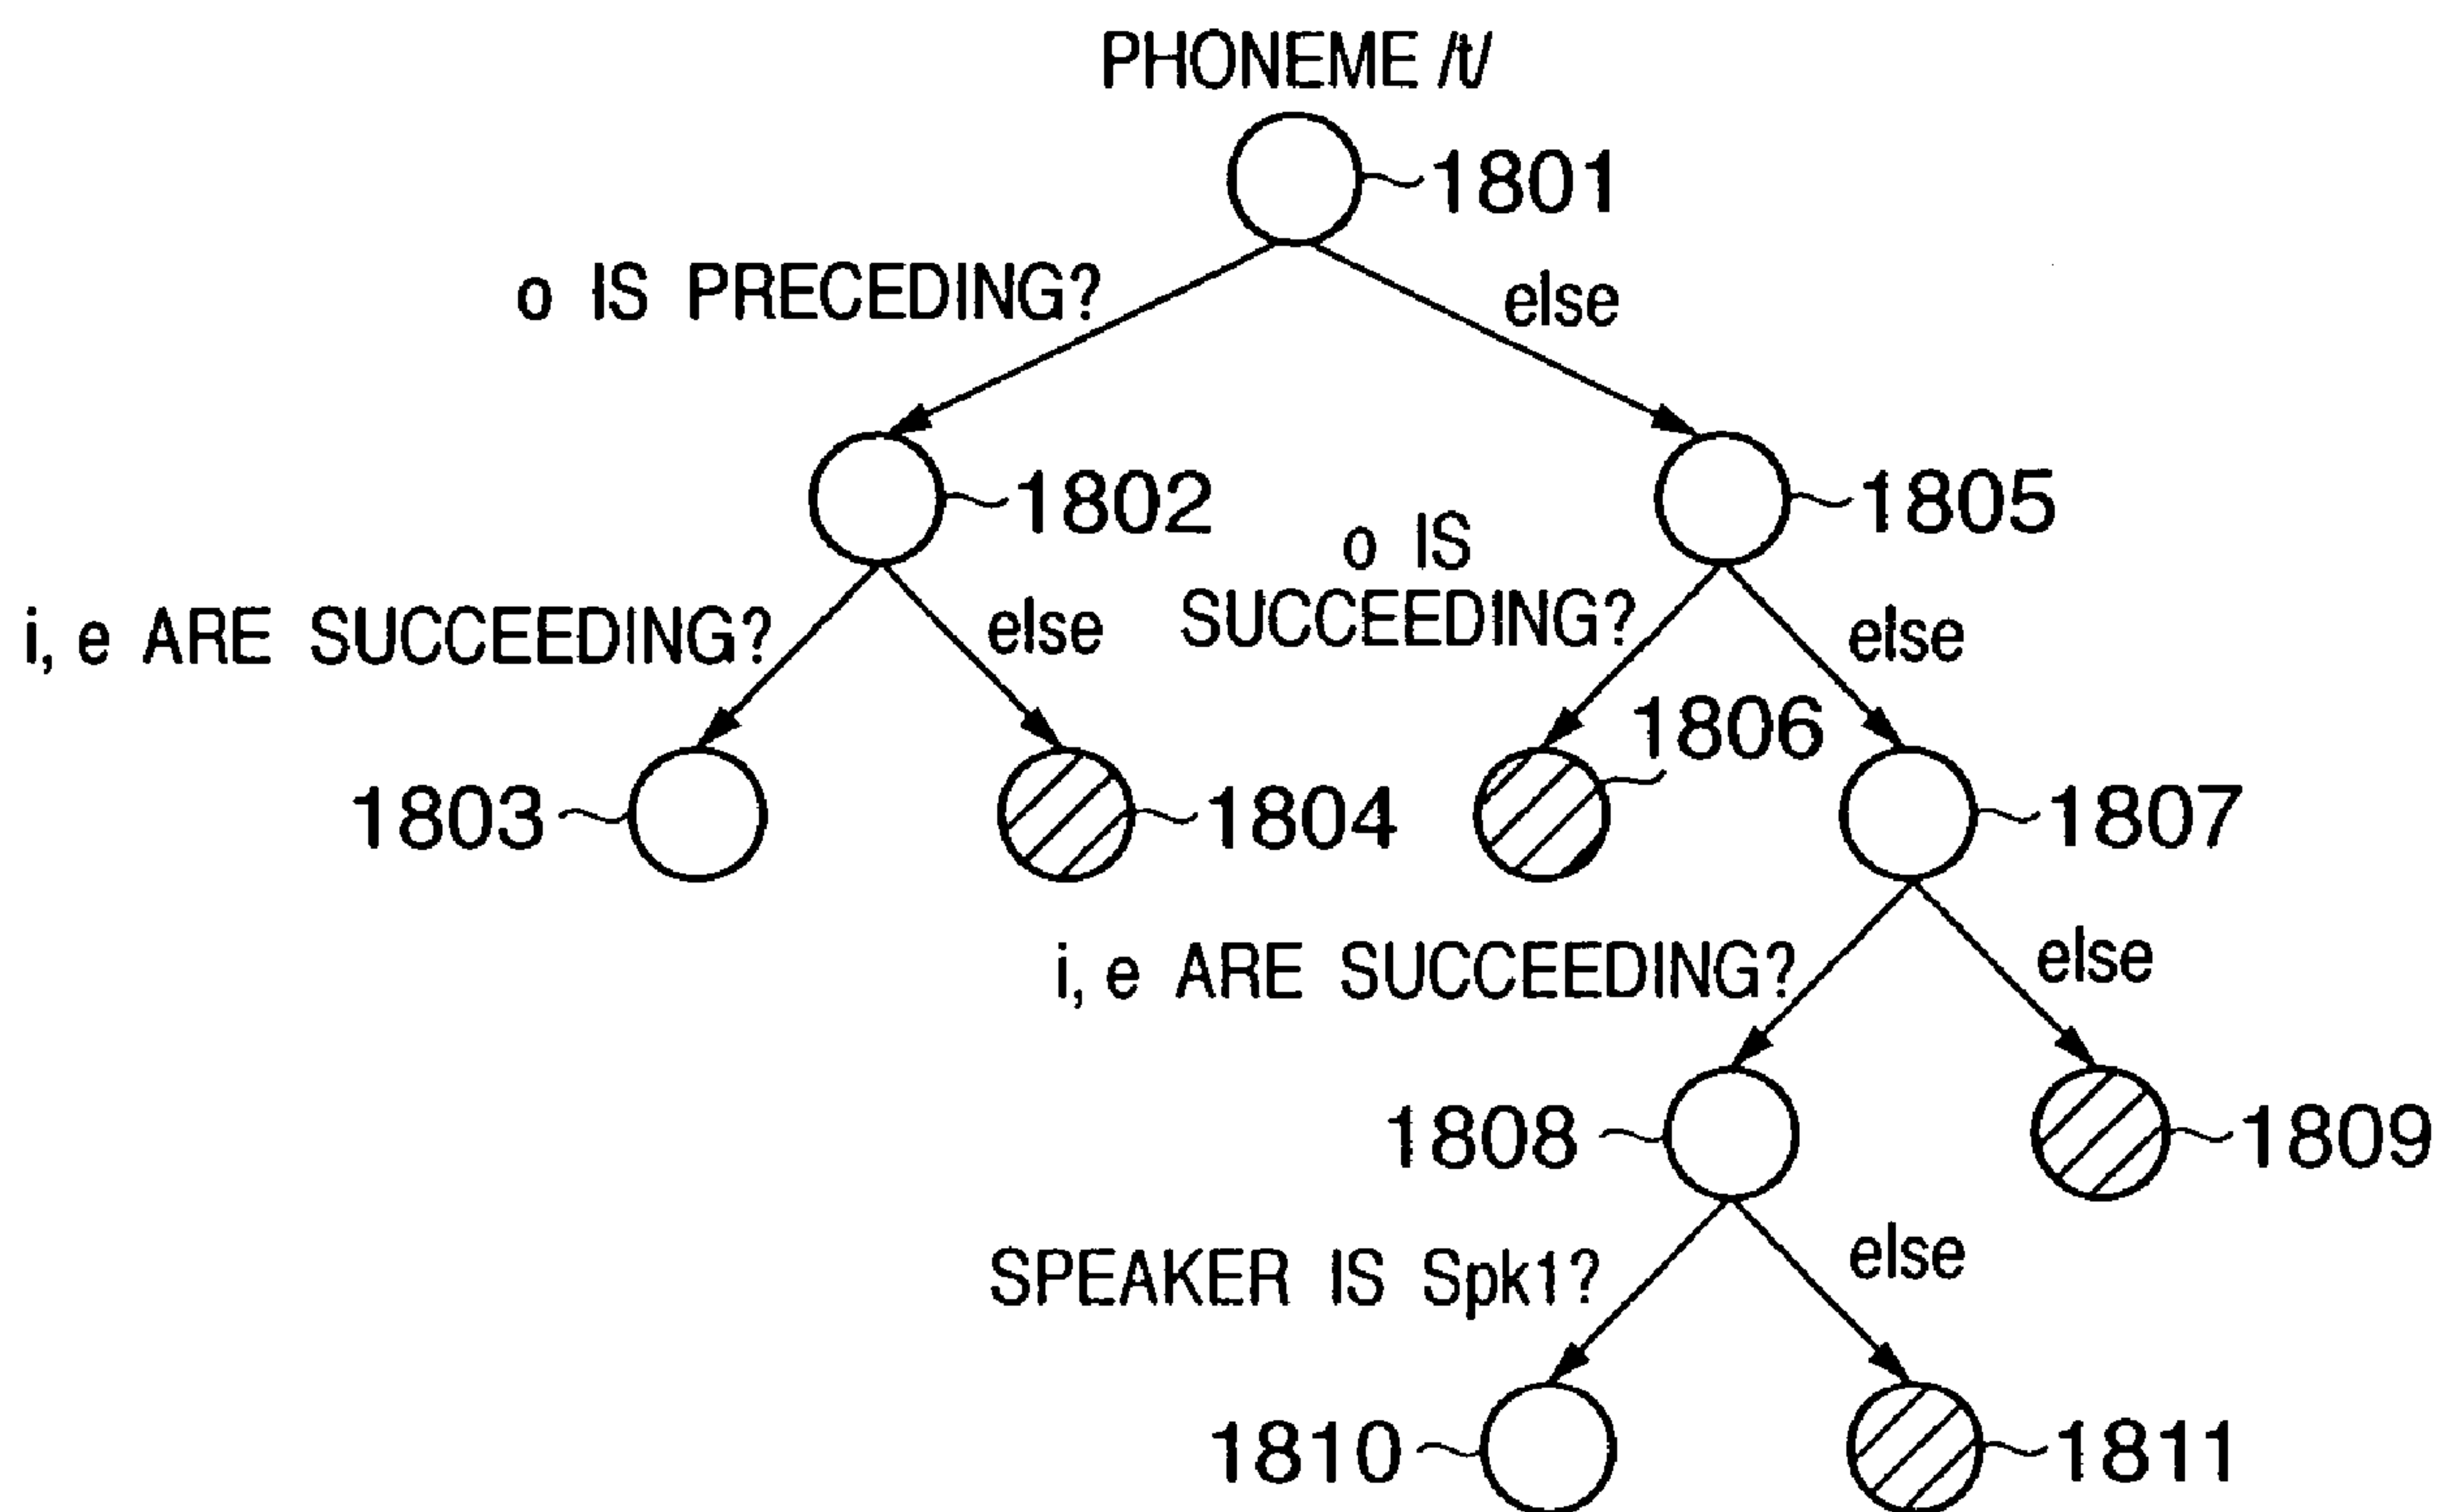 PHONEME /t/
1801
o IS PRECEDING?
else
1802
1805
o IS
SUCCEEDING?
i, e ARE SUCCEEDING?
else
else
1806
1803
1804
1807
i, e ARE SUCCEEDING?
else
1808
1809
SPEAKER IS Spk1?
else
1810
1811